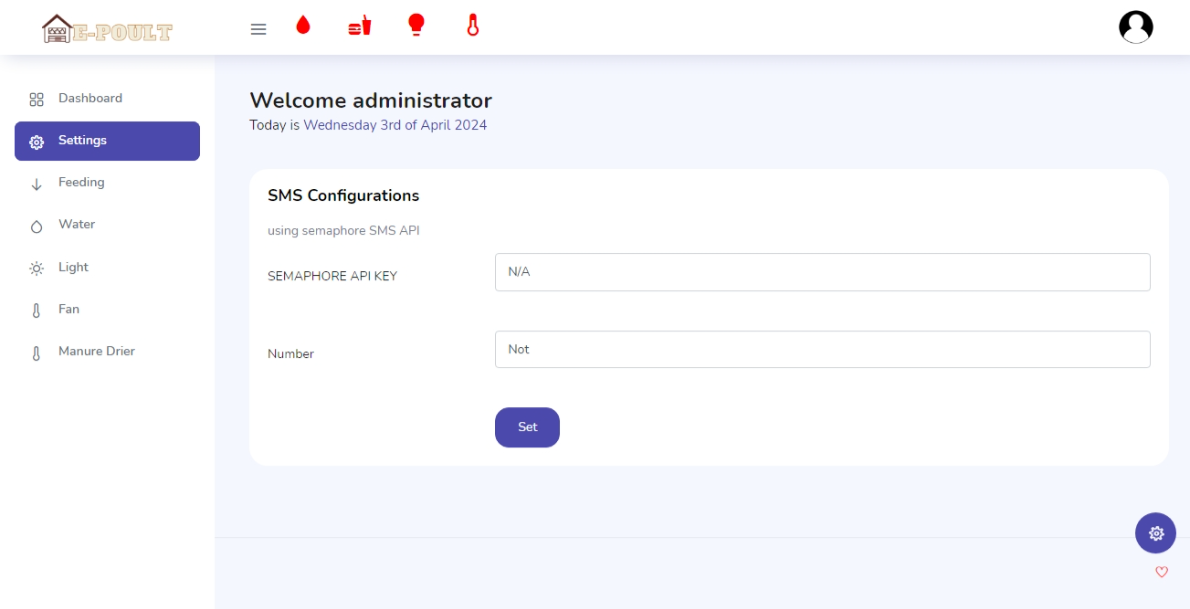 E-POULT
Dashboard
Settings
Feeding
Water
Light
Fan
Manure Drier
Welcome administrator
Today is Wednesday 3rd of April 2024
SMS Configurations
using semaphore SMS API
SEMAPHORE API KEY
N/A
Number
Not
Set